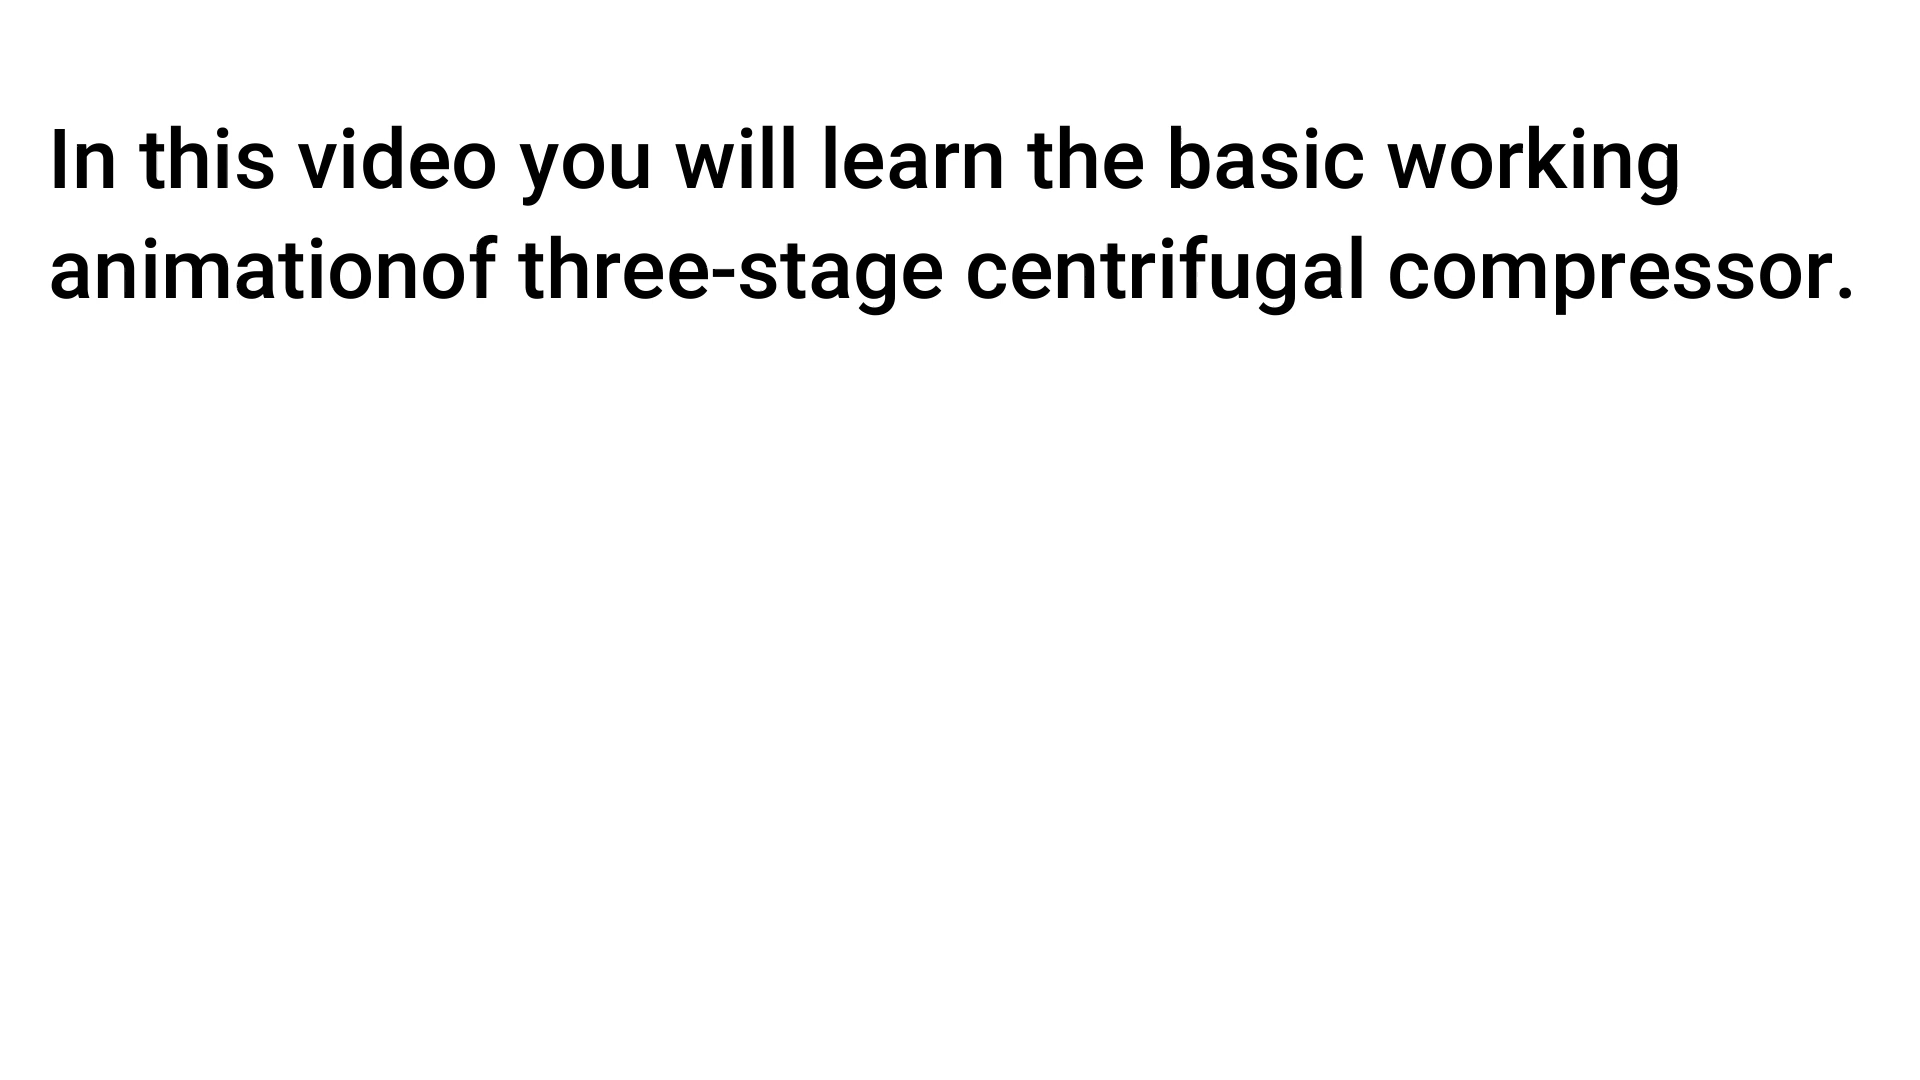 In this video you will learn the basic working
animationof three-stage centrifugal compressor.